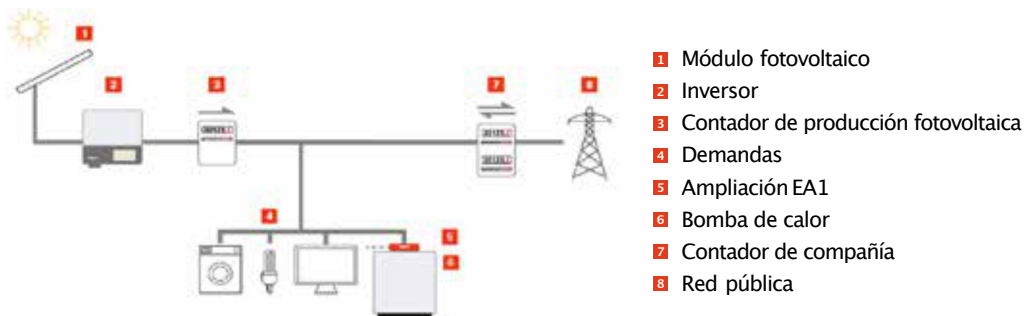 1
2
3
7
8
4
5
6
1 Módulo fotovoltaico
2 Inversor
3 Contador de producción fotovoltaica
4 Demandas
5 Ampliación EA1
6 Bomba de calor
7 Contador de compañía
8 Red pública